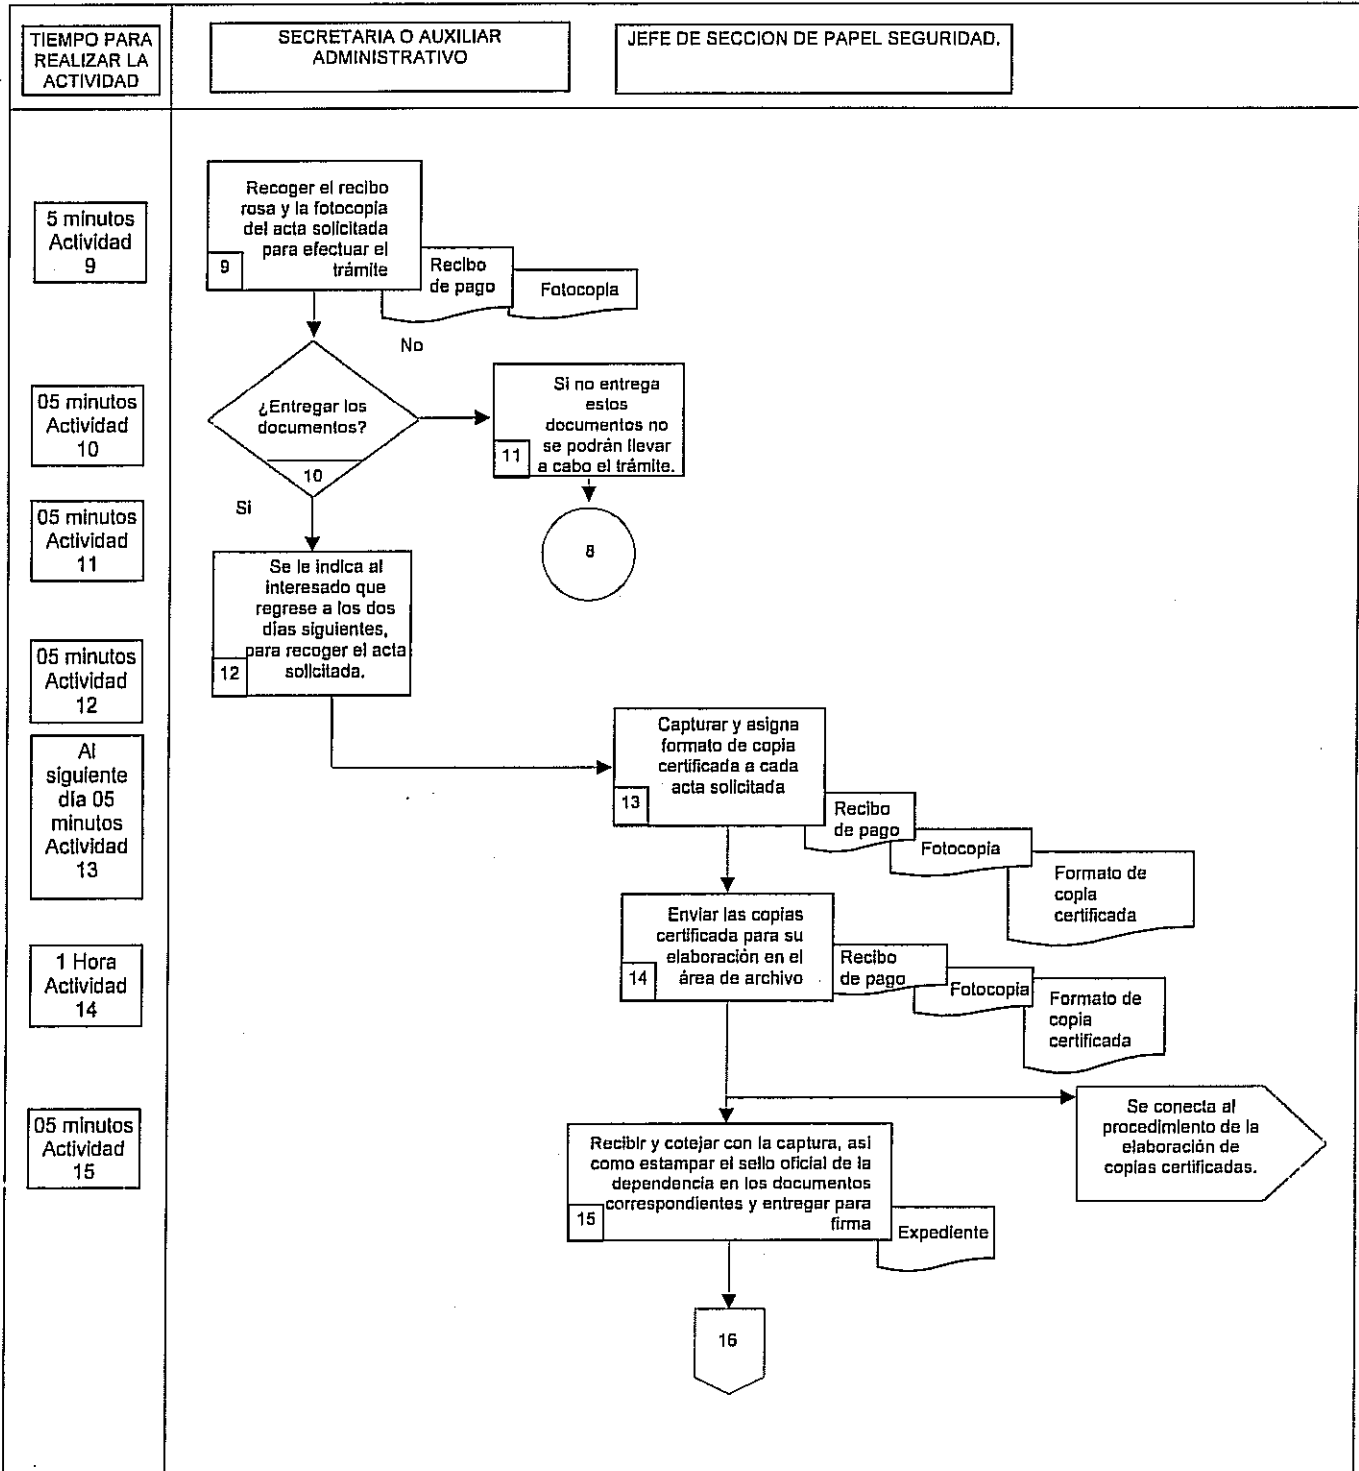 TIEMPO PARA
REALIZAR LA
ACTIVIDAD
SECRETARIA O AUXILIAR
ADMINISTRATIVO
JEFE DE SECCION DE PAPEL SEGURIDAD.
5 minutos
Actividad
9
Recoger el recibo
rosa y la fotocopia
del acta solicitada
para efectuar el
trámite
9
Recibo
de pago
Fotocopia
No
05 minutos
Actividad
10
¿Entregar los
documentos?
10
Si no entrega
estos
documentos no
se podrán llevar
a cabo el trámite.
11
Si
05 minutos
Actividad
11
8
Se le indica al
interesado que
regrese a los dos
días siguientes,
para recoger el acta
solicitada.
12
05 minutos
Actividad
12
Al
siguiente
día 05
minutos
Actividad
13
Capturar y asigna
formato de copia
certificada a cada
acta solicitada
13
Recibo
de pago
Fotocopia
Formato de
copia
certificada
1 Hora
Actividad
14
Enviar las copias
certificada para su
elaboración en el
área de archivo
14
Recibo
de pago
Fotocopia
Formato de
copia
certificada
Se conecta al
procedimiento de la
elaboración de
copias certificadas.
05 minutos
Actividad
15
Recibir y cotejar con la captura, así
como estampar el sello oficial de la
dependencia en los documentos
correspondientes y entregar para
firma
15
Expediente
16